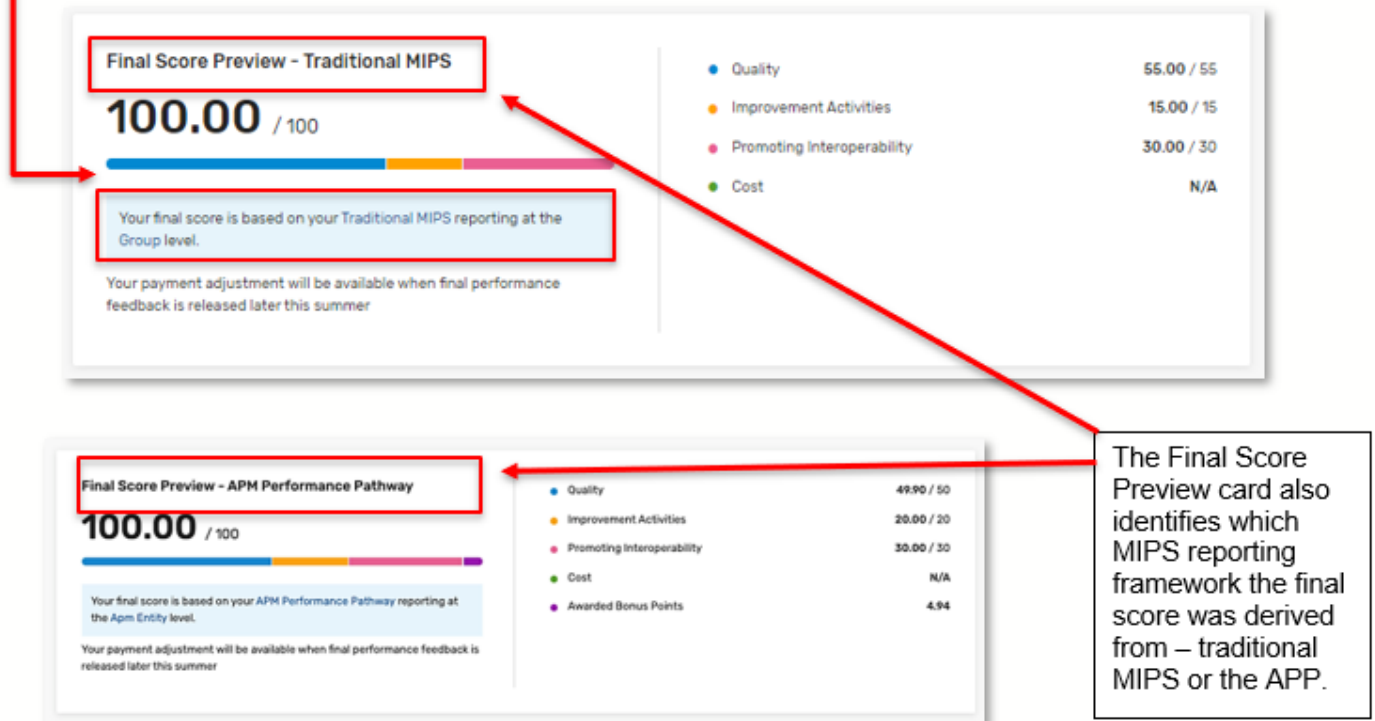 Final Score Preview - Traditional MIPS
100.00 / 100
Your final score is based on your Traditional MIPS reporting at the
Group level.
Your payment adjustment will be available when final performance
feedback is released later this summer
Quality 55.00 / 55
Improvement Activities 15.00 / 15
Promoting Interoperability 30.00 / 30
Cost N/A
Final Score Preview - APM Performance Pathway
100.00 / 100
Your final score is based on your APM Performance Pathway reporting at
the Apm Entity level.
Your payment adjustment will be available when final performance feedback is
released later this summer
Quality 49.90 / 50
Improvement Activities 20.00 / 20
Promoting Interoperability 30.00 / 30
Cost N/A
Awarded Bonus Points 4.94
The Final Score
Preview card also
identifies which
MIPS reporting
framework the final
score was derived
from – traditional
MIPS or the APP.